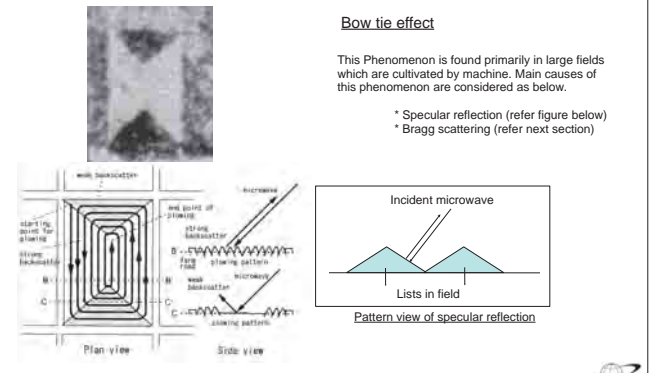 Bow tie effect
This Phenomenon is found primarily in large fields
which are cultivated by machine. Main causes of
this phenomenon are considered as below.
* Specular reflection (refer figure below)
* Bragg scattering (refer next section)
weak backscatter
starting
point for
plowing
strong
backscatter
end point of
plowing
B
B
C
C
Plan view
microwave
strong
backscatter
B
farm
road
plowing pattern
weak
backscatter
microwave
C
plowing pattern
Side view
Incident microwave
Lists in field
Pattern view of specular reflection